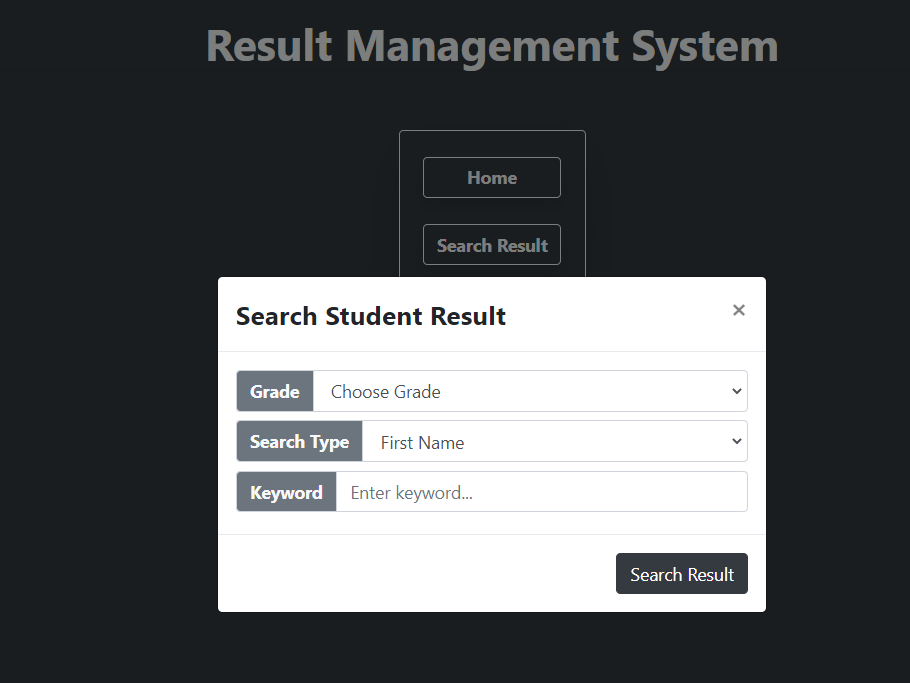 Result Management System
Home
Search Result
Search Student Result ×
Grade Choose Grade
Search Type First Name
Keyword Enter keyword...
Search Result